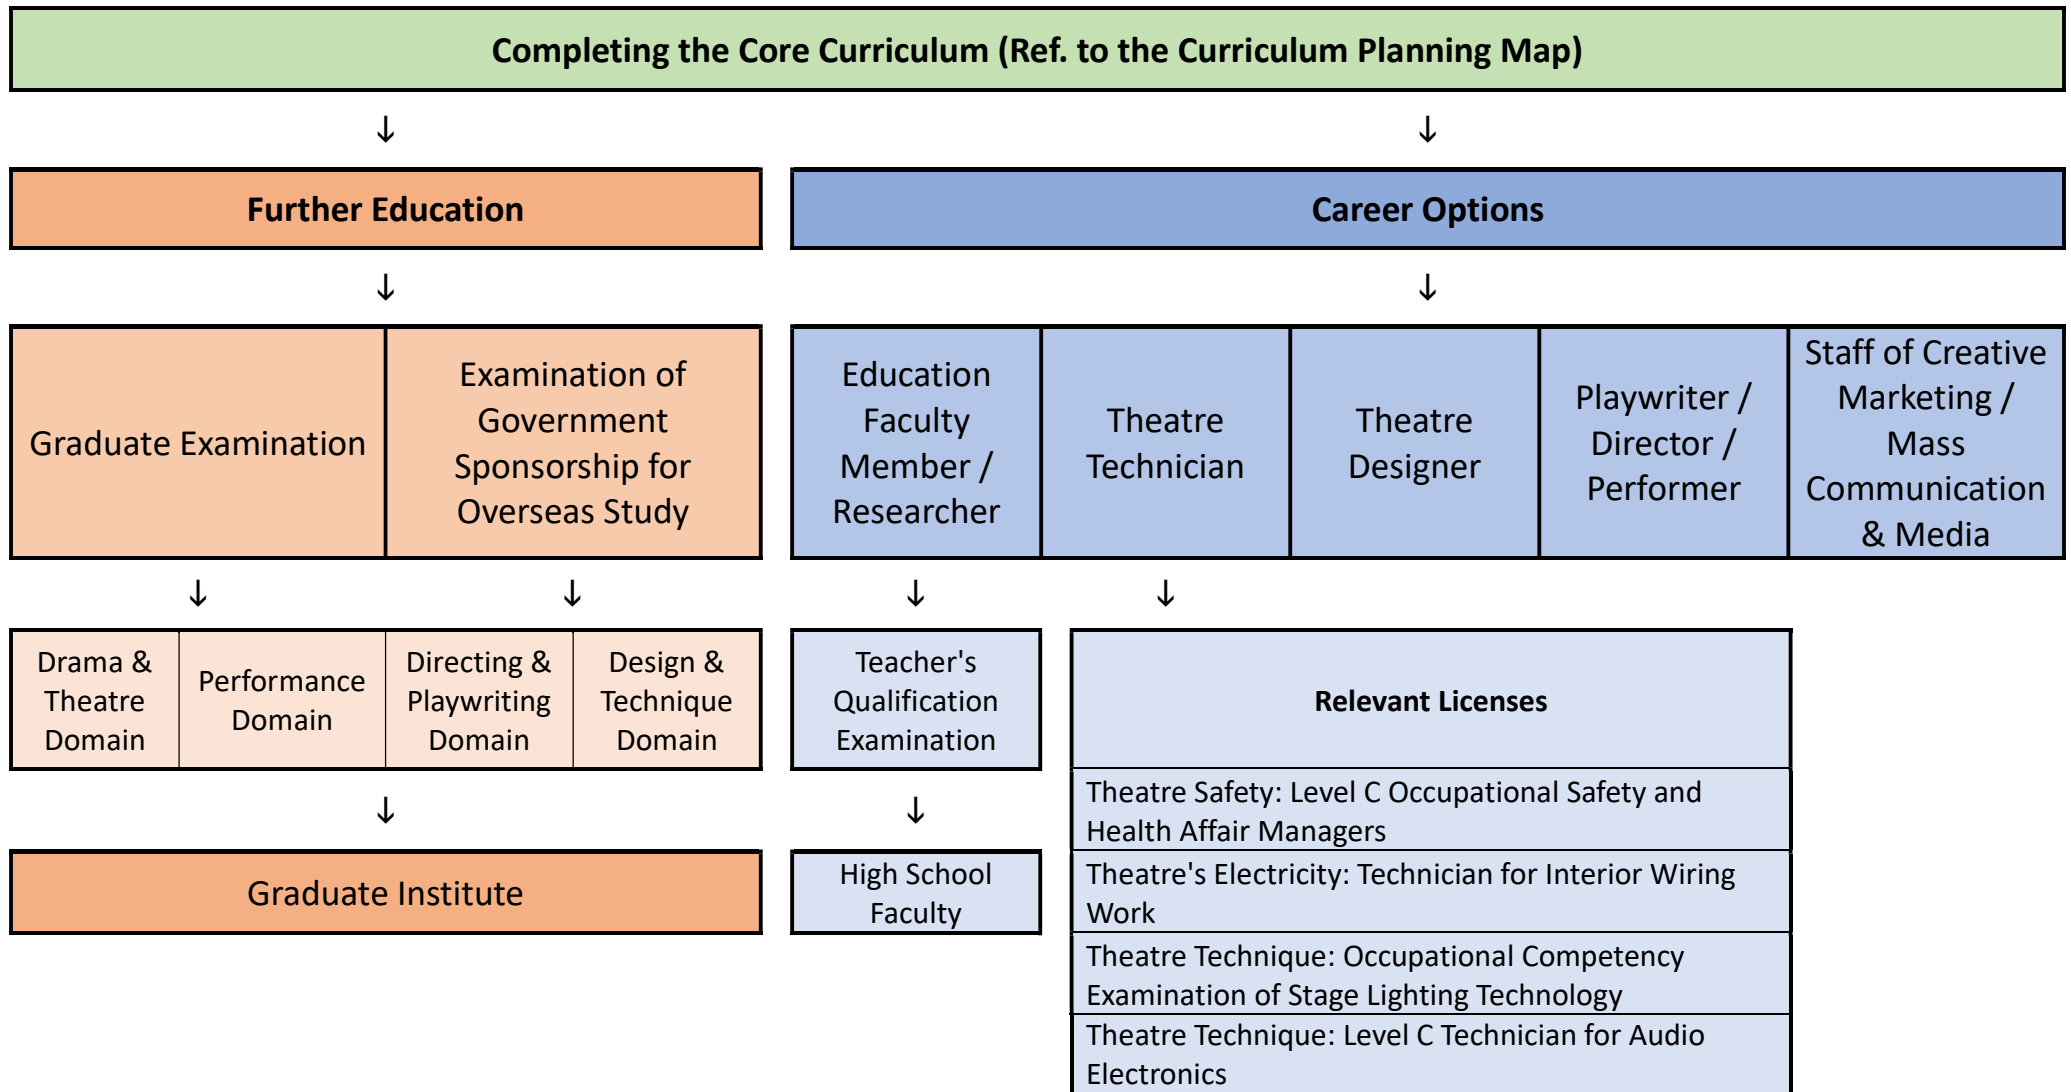 Completing the Core Curriculum (Ref. to the Curriculum Planning Map)
↓ ↓
Further Education
Career Options
↓ ↓
Graduate Examination
Examination of
Government
Sponsorship for
Overseas Study
Education
Faculty
Member /
Researcher
Theatre
Technician
Theatre
Designer
Playwriter /
Director /
Performer
Staff of Creative
Marketing /
Mass
Communication
& Media
↓ ↓ ↓ ↓
Drama &
Theatre
Domain
Performance
Domain
Directing &
Playwriting
Domain
Design &
Technique
Domain
Teacher's
Qualification
Examination
Relevant Licenses
↓ ↓
Graduate Institute
High School
Faculty
Theatre Safety: Level C Occupational Safety and
Health Affair Managers
Theatre's Electricity: Technician for Interior Wiring
Work
Theatre Technique: Occupational Competency
Examination of Stage Lighting Technology
Theatre Technique: Level C Technician for Audio
Electronics